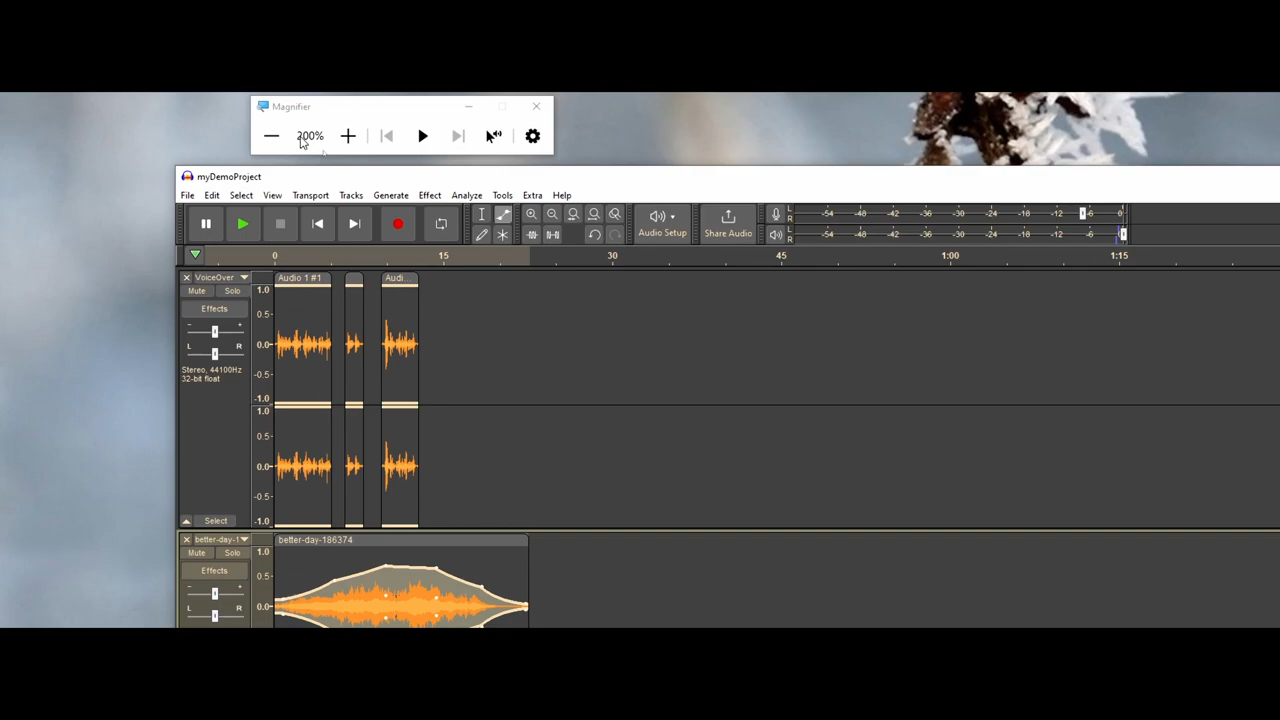 Magnifier
200%
myDemoProject
File Edit Select View Transport Tracks Generate Effect Analyze Tools Extra Help
Audio Setup
Share Audio
L
R
-54 -48 -42 -36 -30 -24 -18 -12 -6 0
L
R
-54 -48 -42 -36 -30 -24 -18 -12 -6
0 15 30 45 1:00 1:15
VoiceOver
Mute Solo
Effects
- +
L R
Stereo, 44100Hz
32-bit float
Select
1.0
0.5
0.0
-0.5
-1.0
1.0
0.5
0.0
-0.5
-1.0
Audio 1 #1
Audi
better-day-1
Mute Solo
Effects
- +
L R
1.0
0.5
0.0
better-day-186374